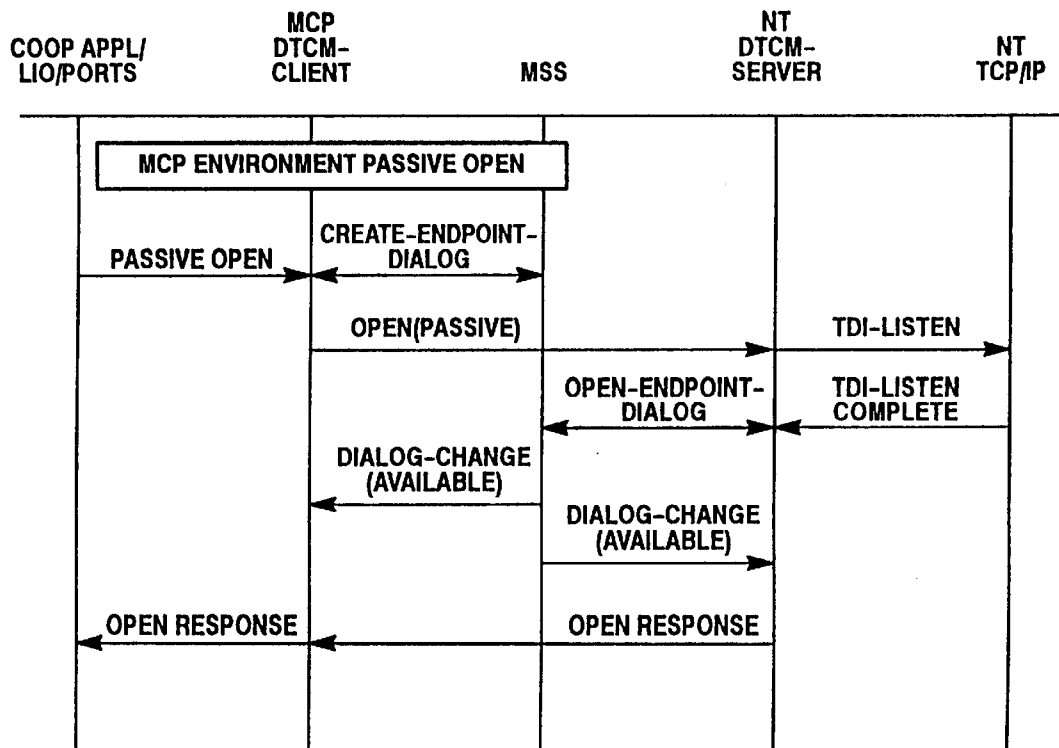 COOP APPL/
LIO/PORTS
MCP
DTCM-
CLIENT
MSS
NT
DTCM-
SERVER
NT
TCP/IP
MCP ENVIRONMENT PASSIVE OPEN
PASSIVE OPEN
CREATE-ENDPOINT-
DIALOG
OPEN(PASSIVE)
TDI-LISTEN
OPEN-ENDPOINT-
DIALOG
TDI-LISTEN
COMPLETE
DIALOG-CHANGE
(AVAILABLE)
DIALOG-CHANGE
(AVAILABLE)
OPEN RESPONSE
OPEN RESPONSE